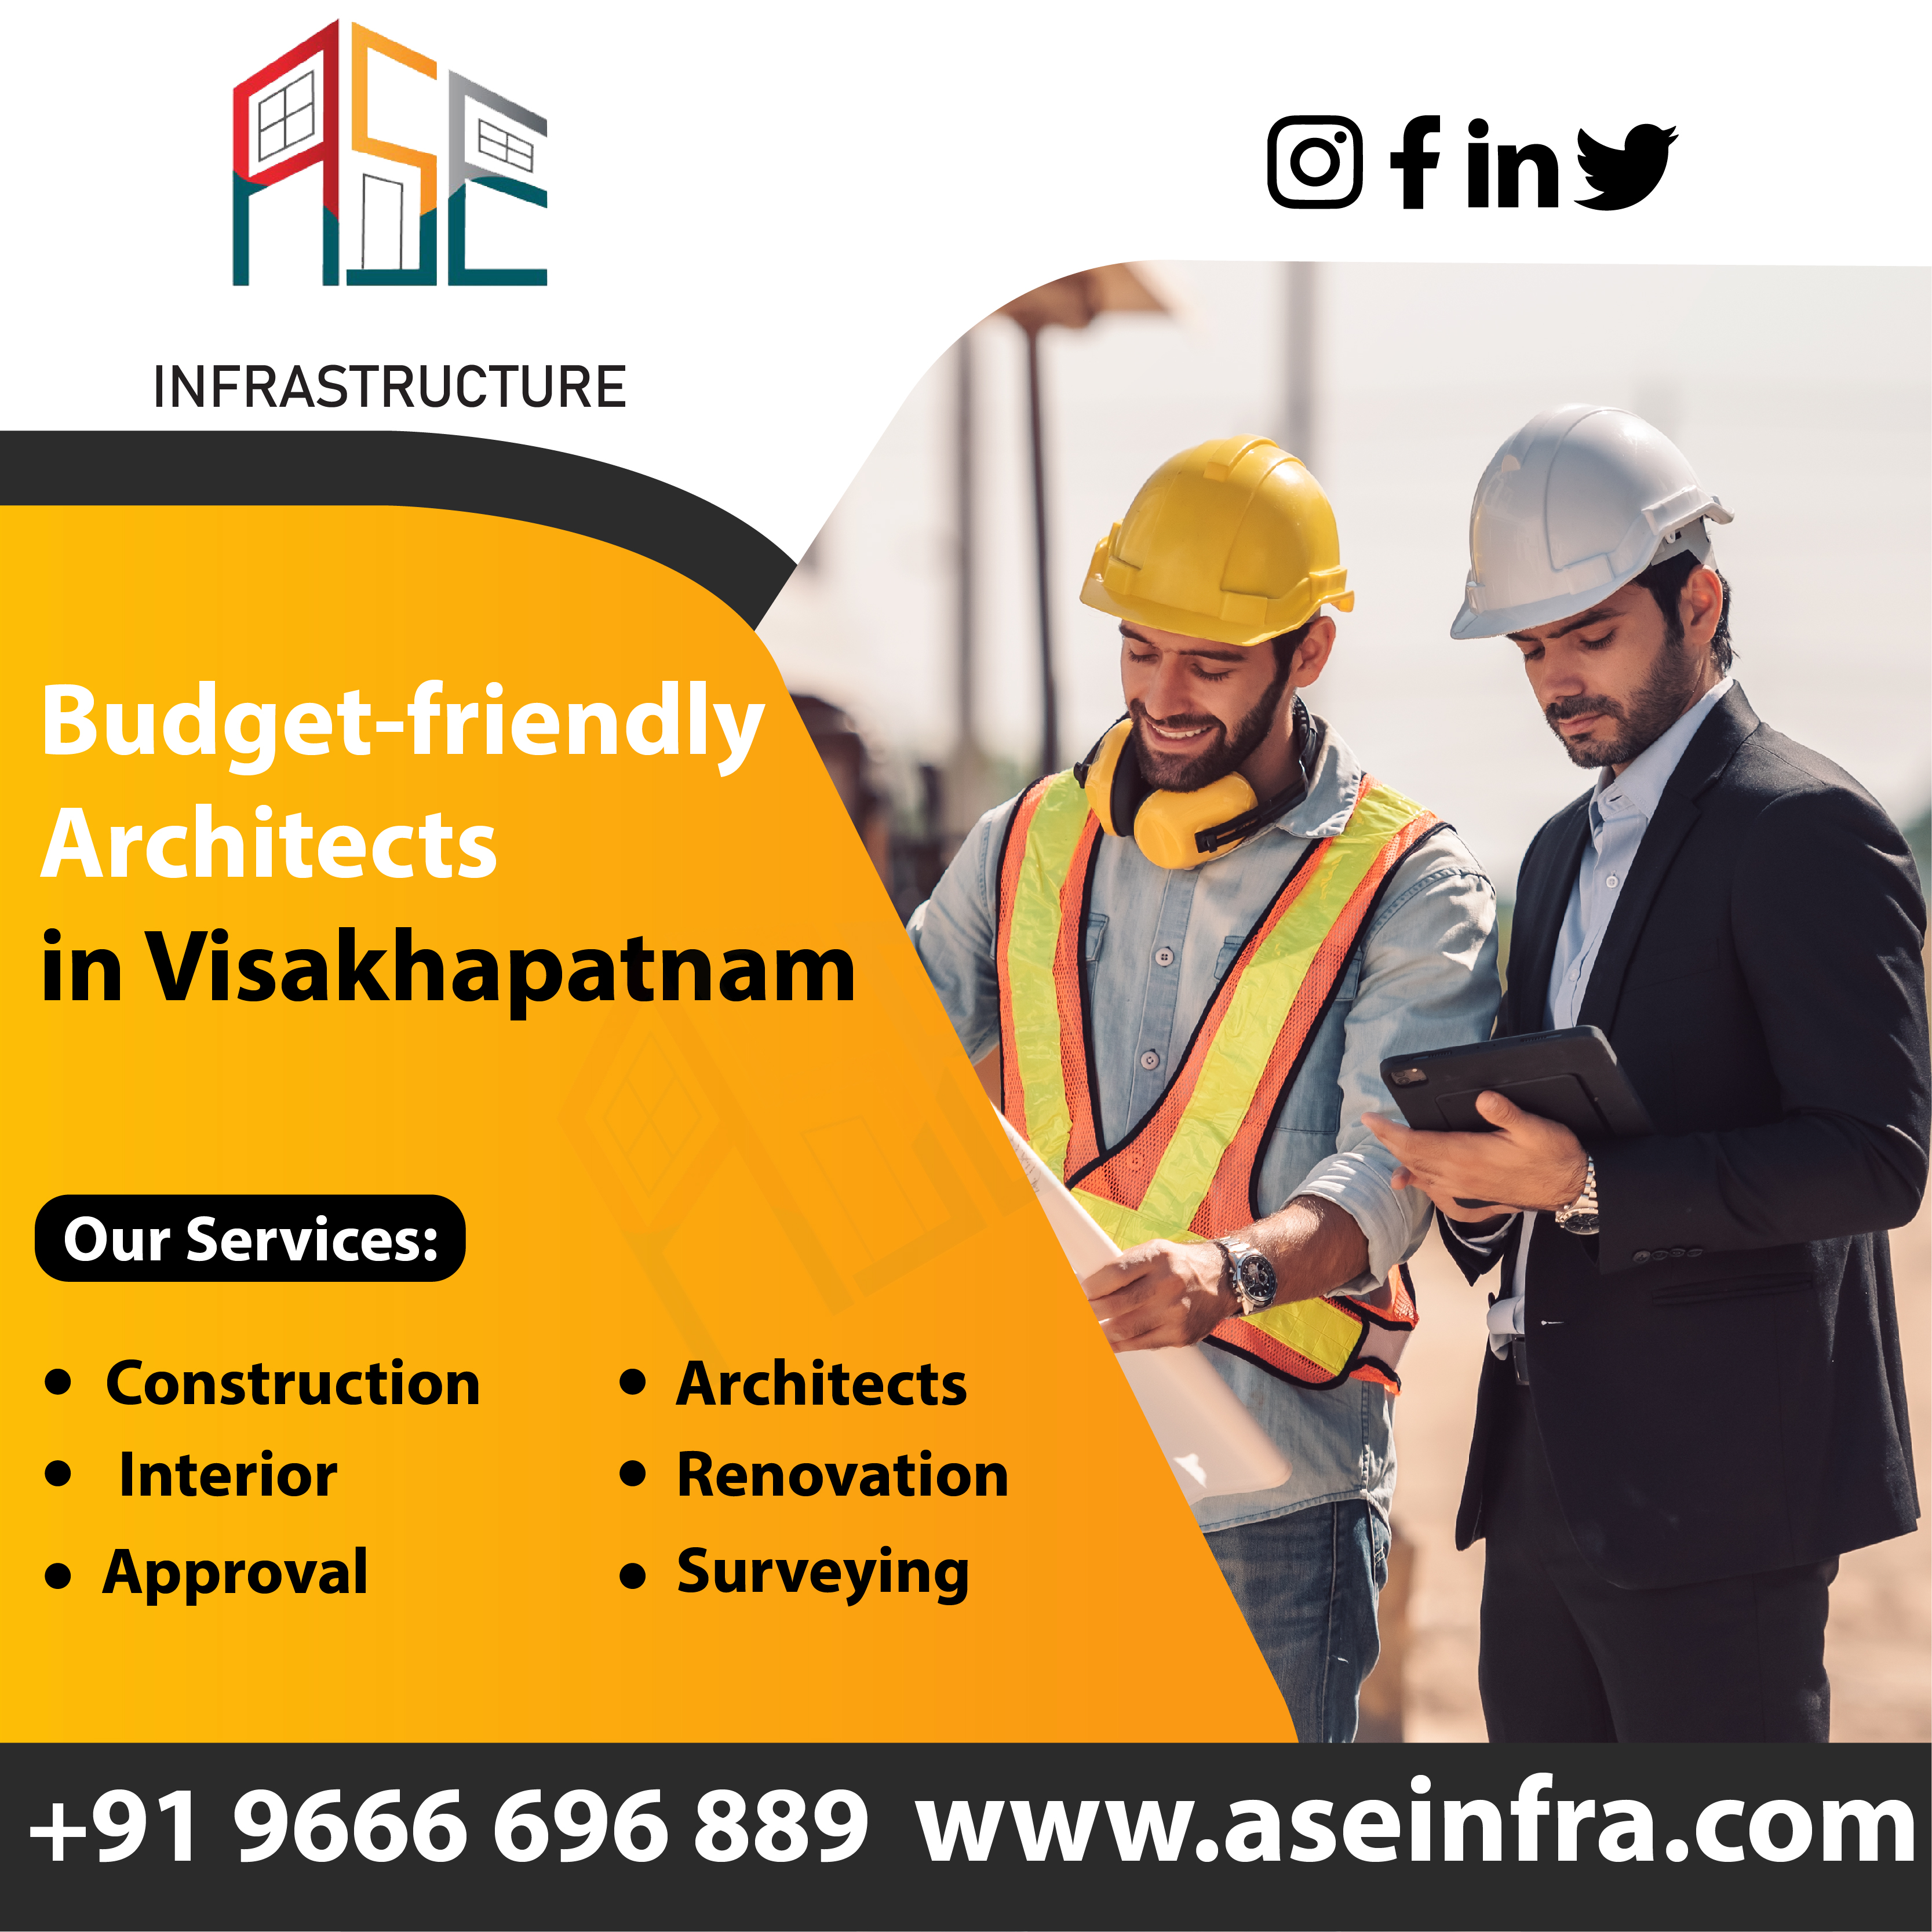 ASE
INFRASTRUCTURE
Budget-friendly
Architects
in Visakhapatnam
Our Services:
• Construction
• Interior
• Approval
• Architects
• Renovation
• Surveying
+91 9666 696 889 www.aseinfra.com